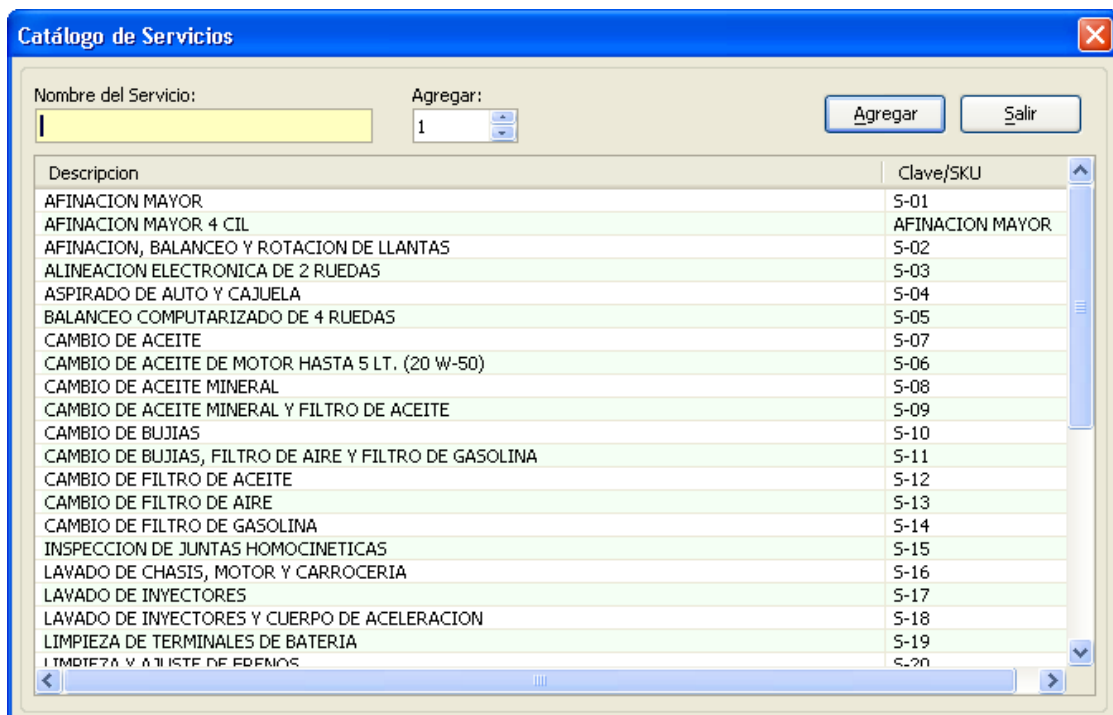 Catálogo de Servicios
Nombre del Servicio: Agregar:
1 Agregar Salir
Descripcion Clave/SKU
AFINACION MAYOR S-01
AFINACION MAYOR 4 CIL AFINACION MAYOR
AFINACION, BALANCEO Y ROTACION DE LLANTAS S-02
ALINEACION ELECTRONICA DE 2 RUEDAS S-03
ASPIRADO DE AUTO Y CAJUELA S-04
BALANCEO COMPUTARIZADO DE 4 RUEDAS S-05
CAMBIO DE ACEITE S-07
CAMBIO DE ACEITE DE MOTOR HASTA 5 LT. (20 W-50) S-06
CAMBIO DE ACEITE MINERAL S-08
CAMBIO DE ACEITE MINERAL Y FILTRO DE ACEITE S-09
CAMBIO DE BUJIAS S-10
CAMBIO DE BUJIAS, FILTRO DE AIRE Y FILTRO DE GASOLINA S-11
CAMBIO DE FILTRO DE ACEITE S-12
CAMBIO DE FILTRO DE AIRE S-13
CAMBIO DE FILTRO DE GASOLINA S-14
INSPECCION DE JUNTAS HOMOCINETICAS S-15
LAVADO DE CHASIS, MOTOR Y CARROCERIA S-16
LAVADO DE INYECTORES S-17
LAVADO DE INYECTORES Y CUERPO DE ACELERACION S-18
LIMPIEZA DE TERMINALES DE BATERIA S-19
LIMPIEZA Y AJUSTE DE FRENOS S-20